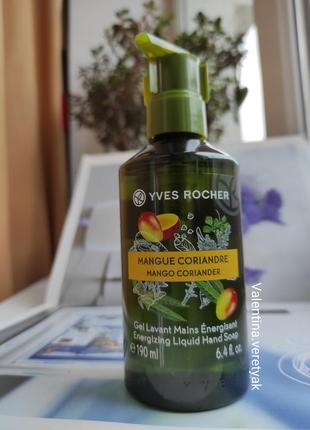 YVES ROCHER
MANGUE CORIANDRE
MANGO CORIANDER
Gel Lavant Mains Énergisant
Energizing Liquid Hand Soap
℮ 190 ml 6.4 fl. oz.
Valentina.veretyak